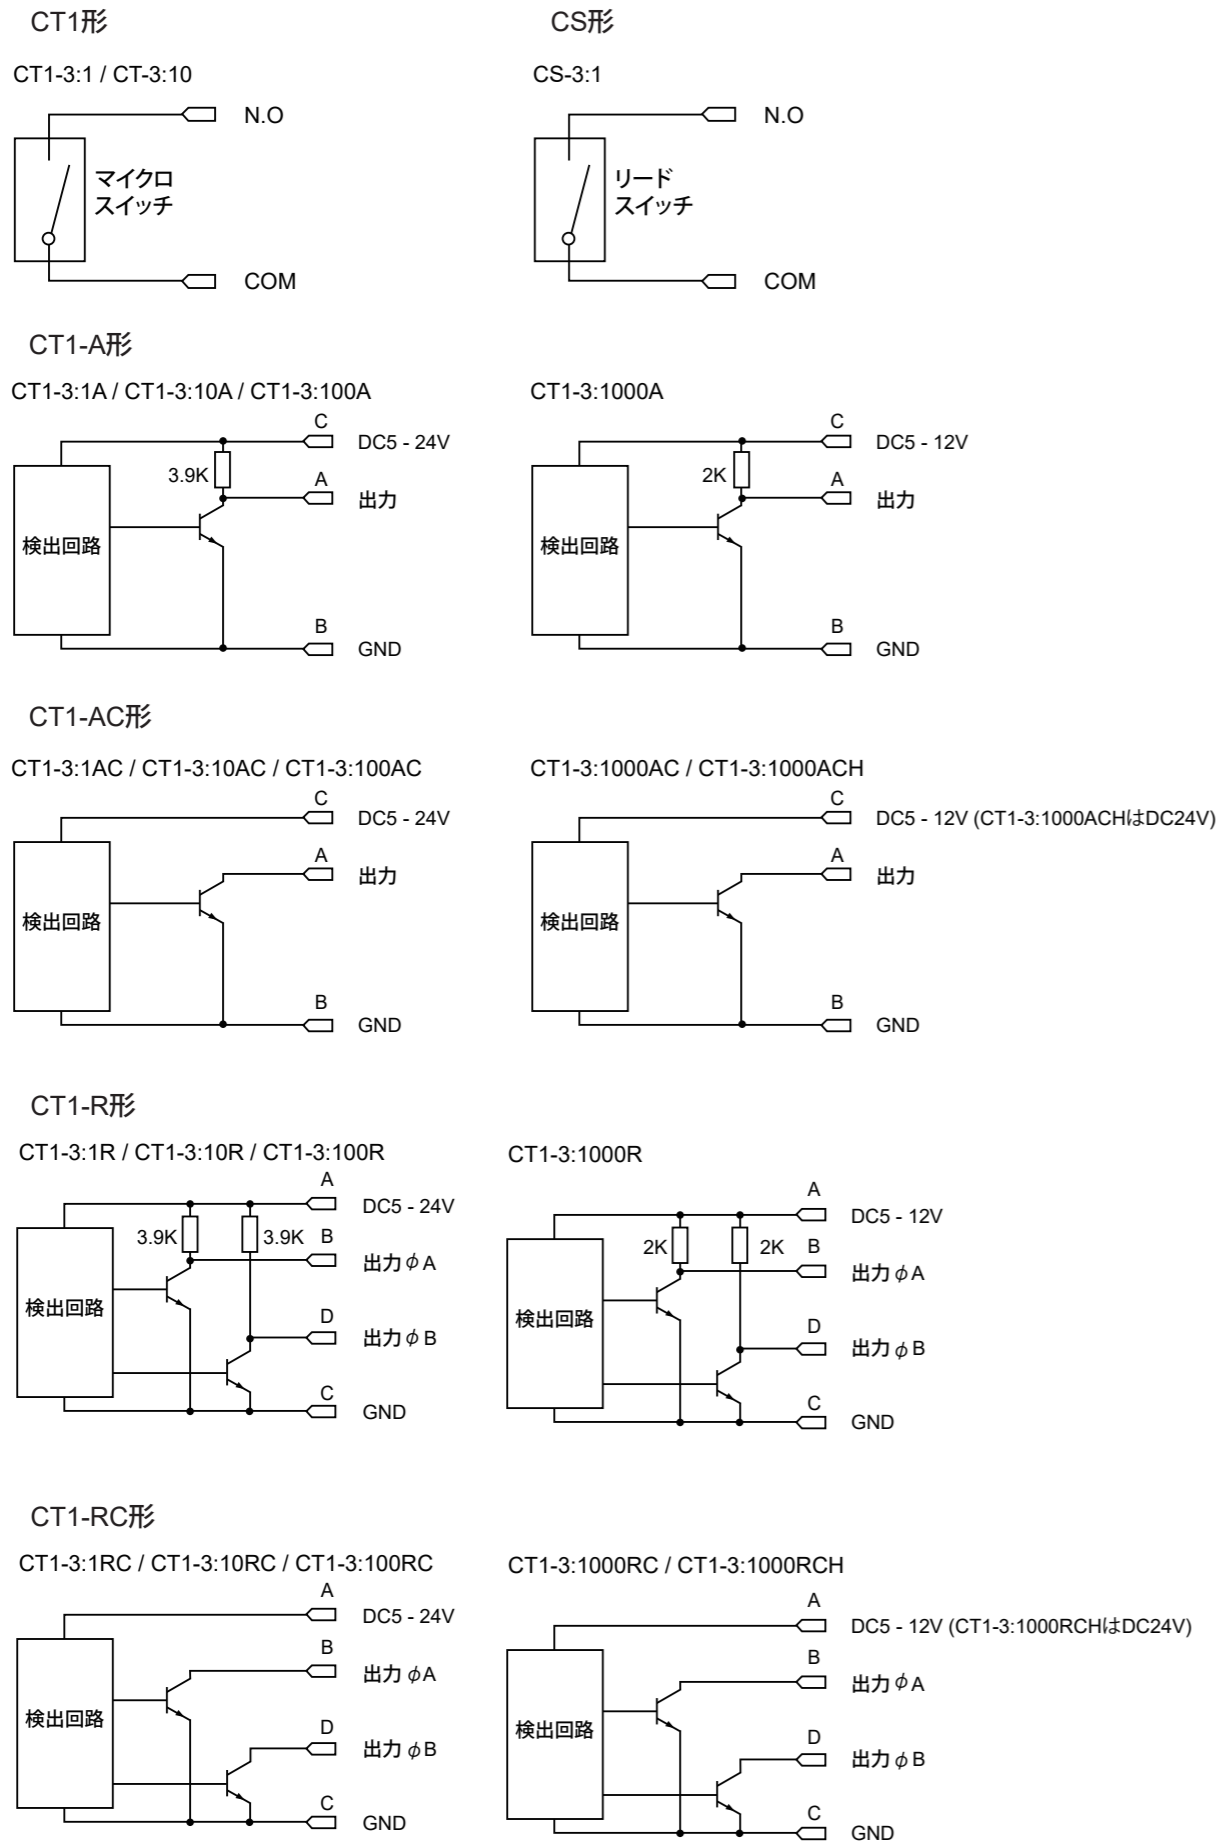 CT1形
CS形
CT1-3:1 / CT-3:10
CS-3:1
N.O
マイクロ
スイッチ
COM
N.O
リード
スイッチ
COM
CT1-A形
CT1-3:1A / CT1-3:10A / CT1-3:100A
C
DC5 - 24V
3.9K
A
出力
検出回路
B
GND
CT1-3:1000A
C
DC5 - 12V
2K
A
出力
検出回路
B
GND
CT1-AC形
CT1-3:1AC / CT1-3:10AC / CT1-3:100AC
C
DC5 - 24V
A
出力
検出回路
B
GND
CT1-3:1000AC / CT1-3:1000ACH
C
DC5 - 12V (CT1-3:1000ACHはDC24V)
A
出力
検出回路
B
GND
CT1-R形
CT1-3:1R / CT1-3:10R / CT1-3:100R
A
DC5 - 24V
3.9K
3.9K
B
出力 φ A
検出回路
D
出力 φ B
C
GND
CT1-3:1000R
A
DC5 - 12V
2K
2K
B
出力 φ A
検出回路
D
出力 φ B
C
GND
CT1-RC形
CT1-3:1RC / CT1-3:10RC / CT1-3:100RC
A
DC5 - 24V
B
出力 φ A
検出回路
D
出力 φ B
C
GND
CT1-3:1000RC / CT1-3:1000RCH
A
DC5 - 12V (CT1-3:1000RCHはDC24V)
B
出力 φ A
検出回路
D
出力 φ B
C
GND